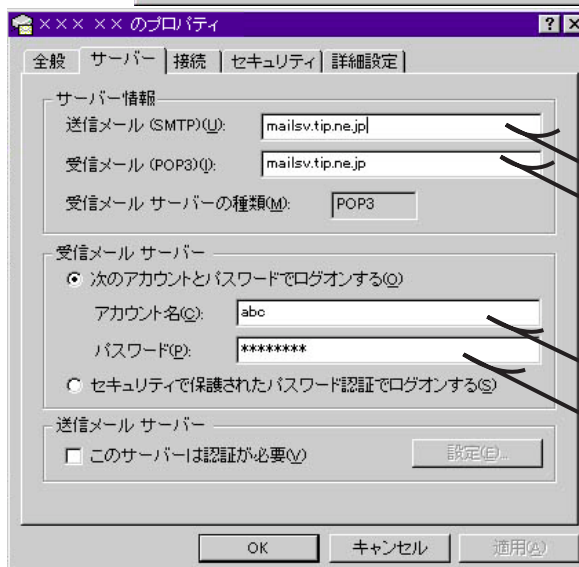 ××× ×× のプロパティ
全般 サーバー 接続 セキュリティ 詳細設定
サーバー情報
送信メール (SMTP)(U): mailsv.tip.ne.jp
受信メール (POP3)(I): mailsv.tip.ne.jp
受信メール サーバーの種類(M): POP3
受信メール サーバー
次のアカウントとパスワードでログオンする(O)
アカウント名(C): abc
パスワード(P): ********
セキュリティで保護されたパスワード認証でログオンする(S)
送信メール サーバー
このサーバーは認証が必要(V) 設定(E)...
OK キャンセル 適用(A)